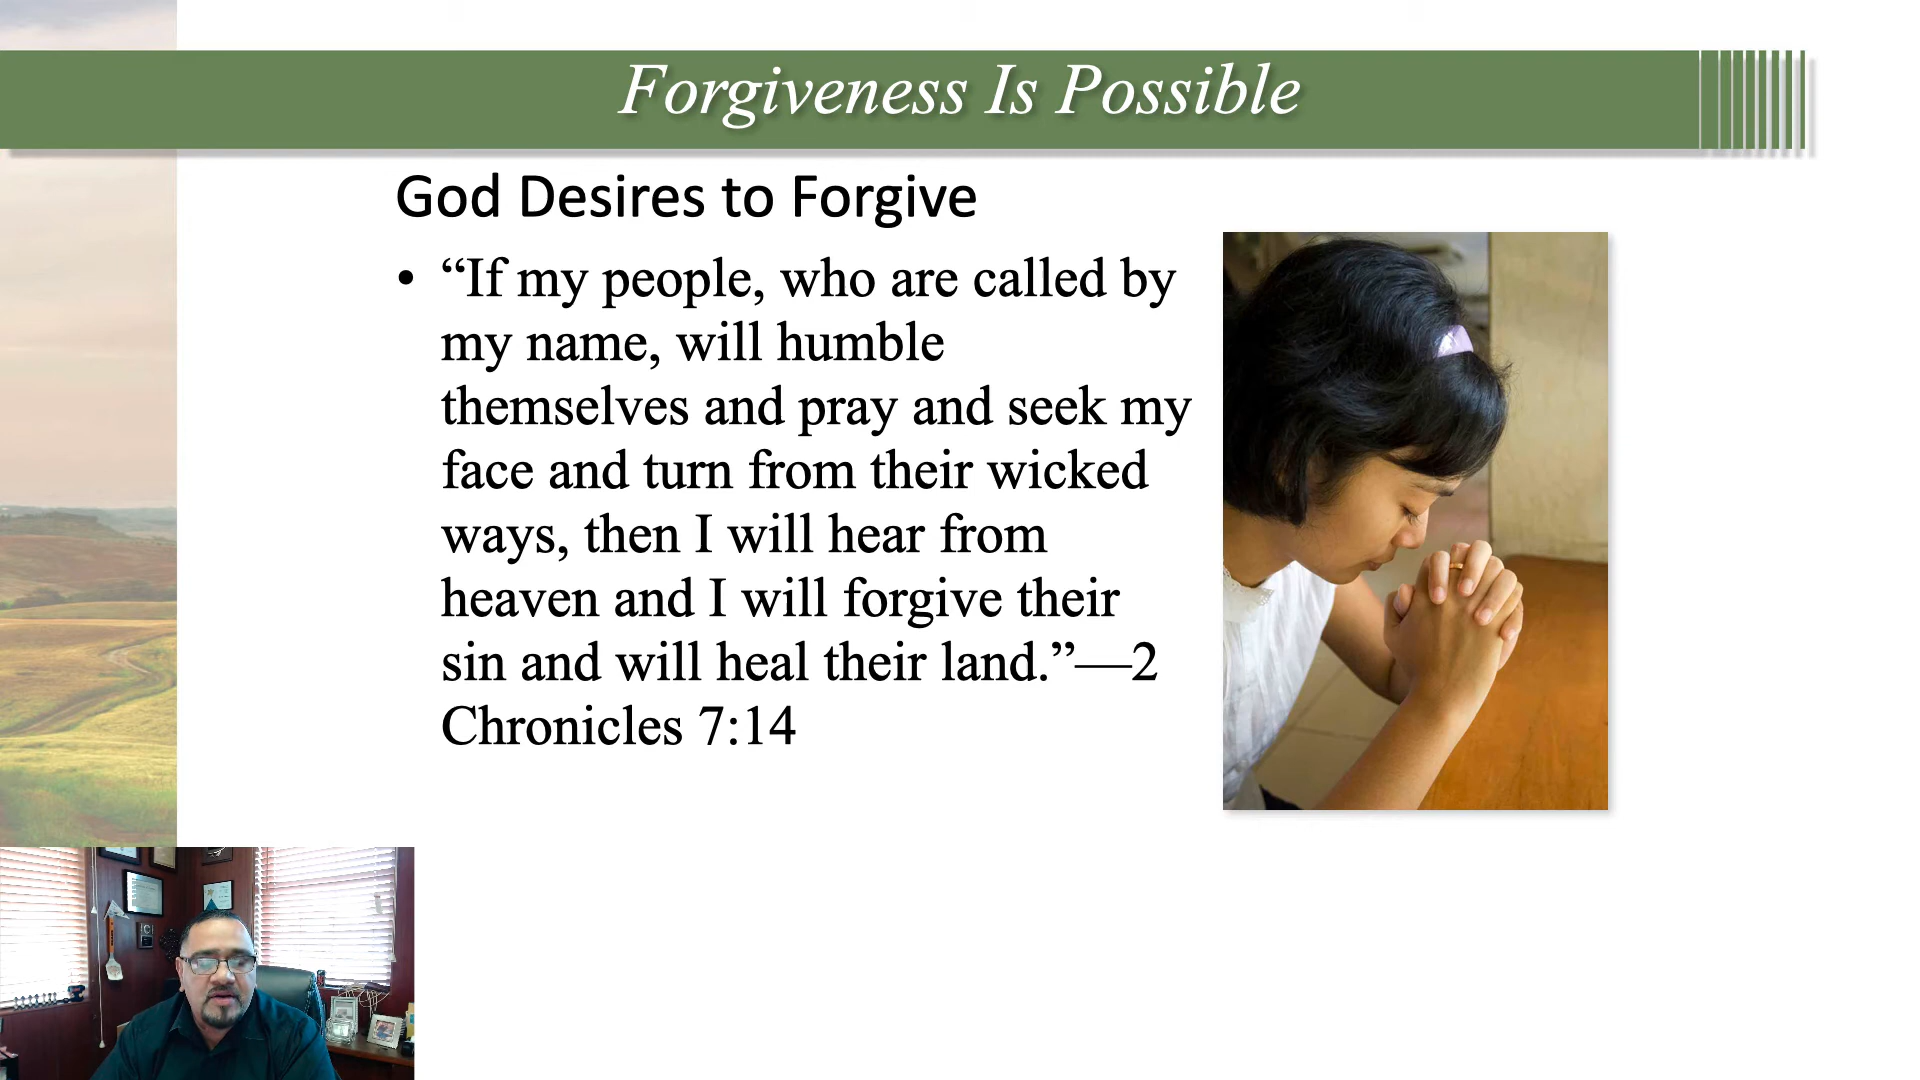 Forgiveness Is Possible
God Desires to Forgive
• “If my people, who are called by
my name, will humble
themselves and pray and seek my
face and turn from their wicked
ways, then I will hear from
heaven and I will forgive their
sin and will heal their land.”—2
Chronicles 7:14